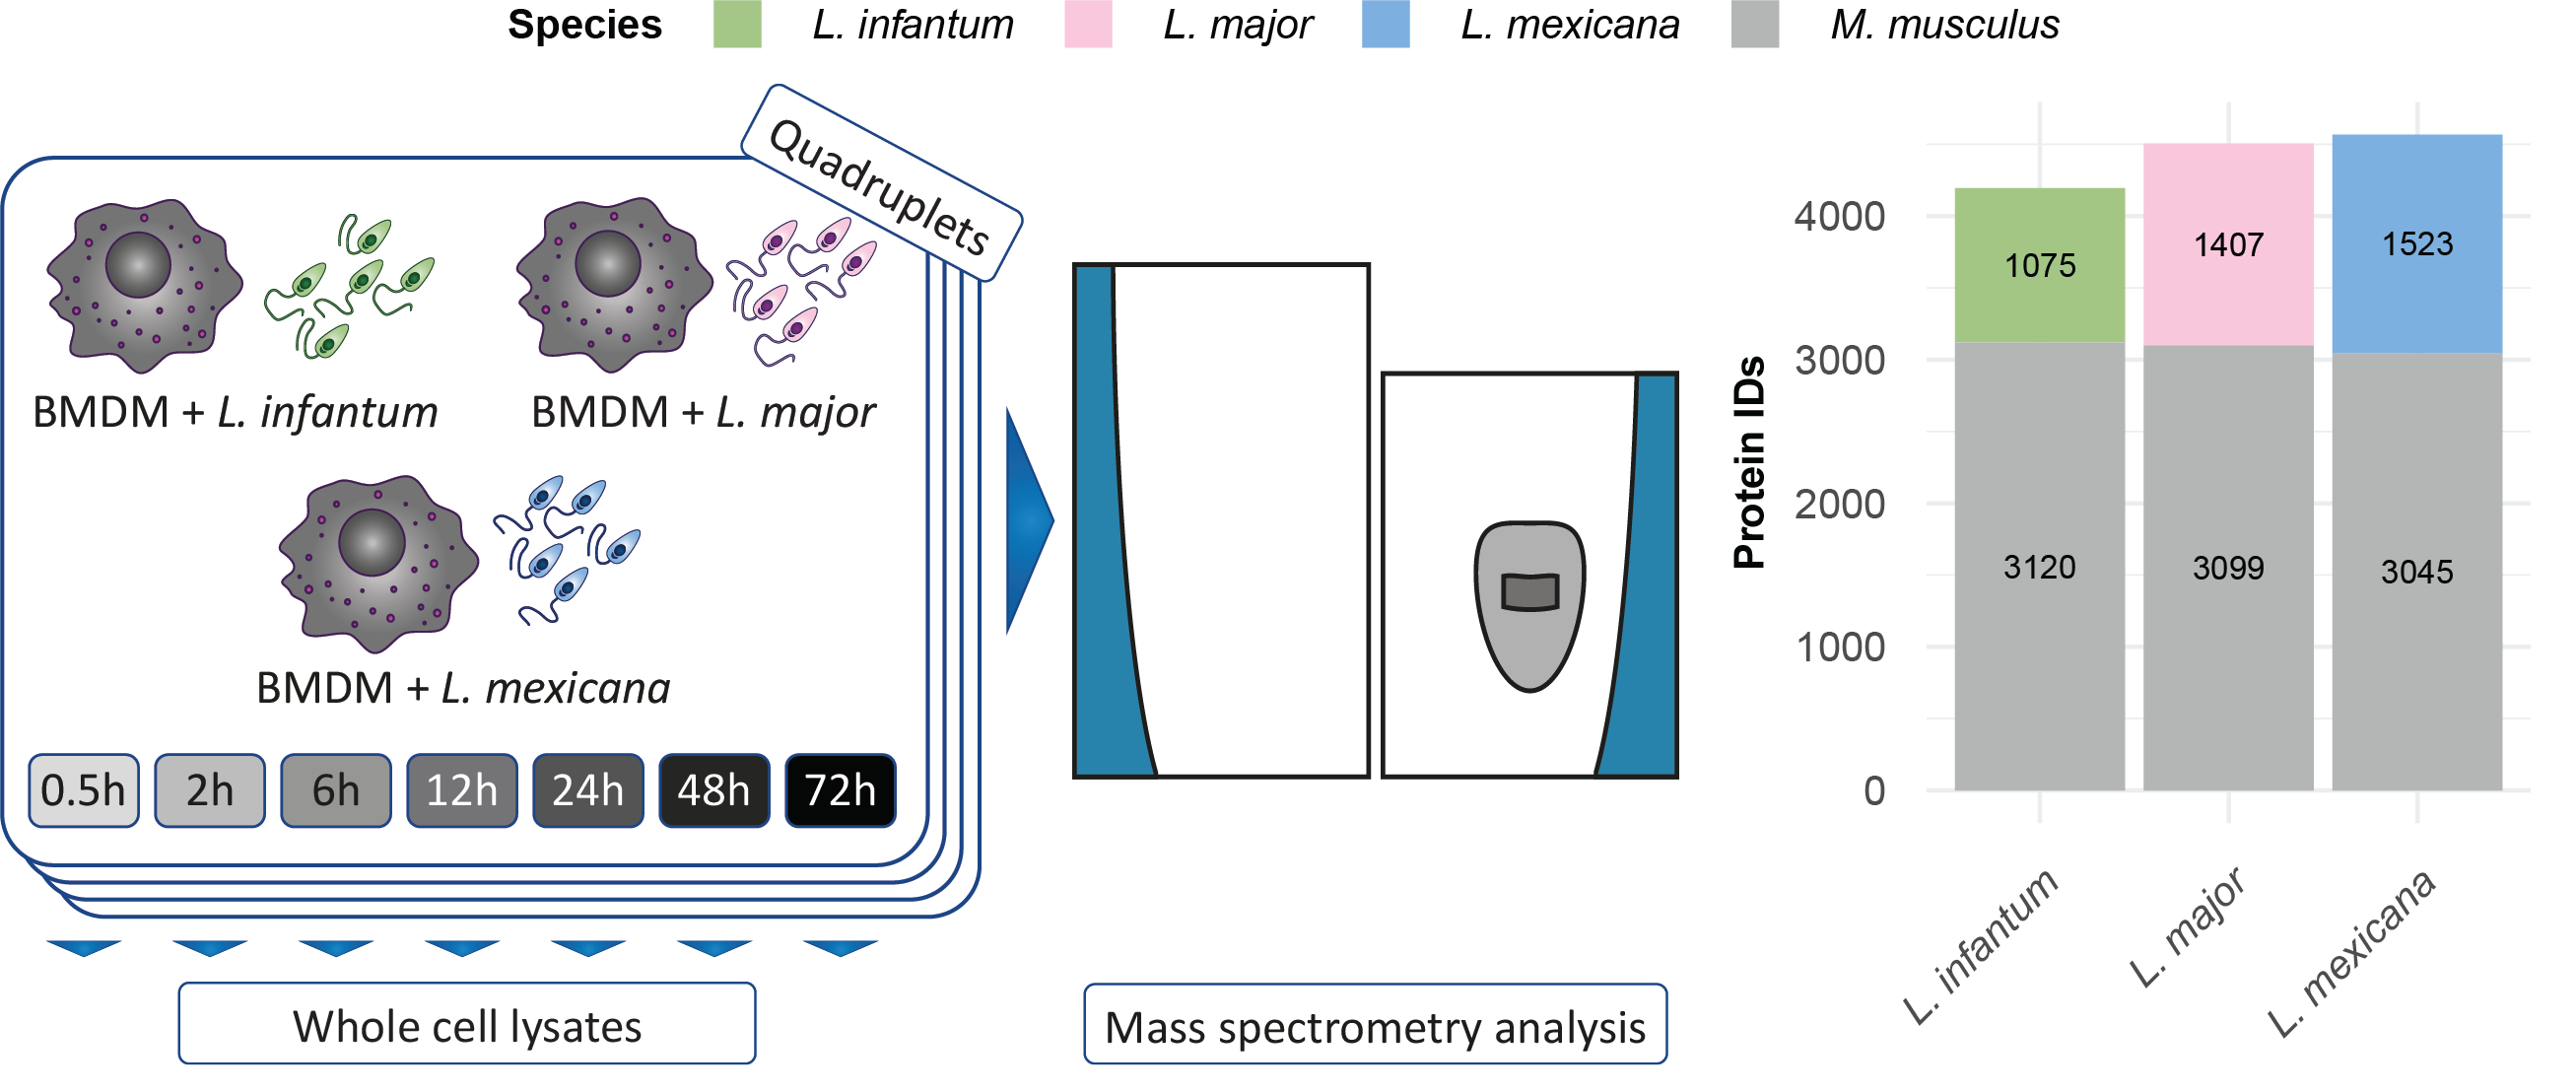 Species L. infantum L. major L. mexicana M. musculus
Quadruplets
BMDM + L. infantum
BMDM + L. major
BMDM + L. mexicana
0.5h 2h 6h 12h 24h 48h 72h
Whole cell lysates
Mass spectrometry analysis
Protein IDs
4000
3000
2000
1000
0
1075
1407
1523
3120
3099
3045
L. infantum
L. major
L. mexicana